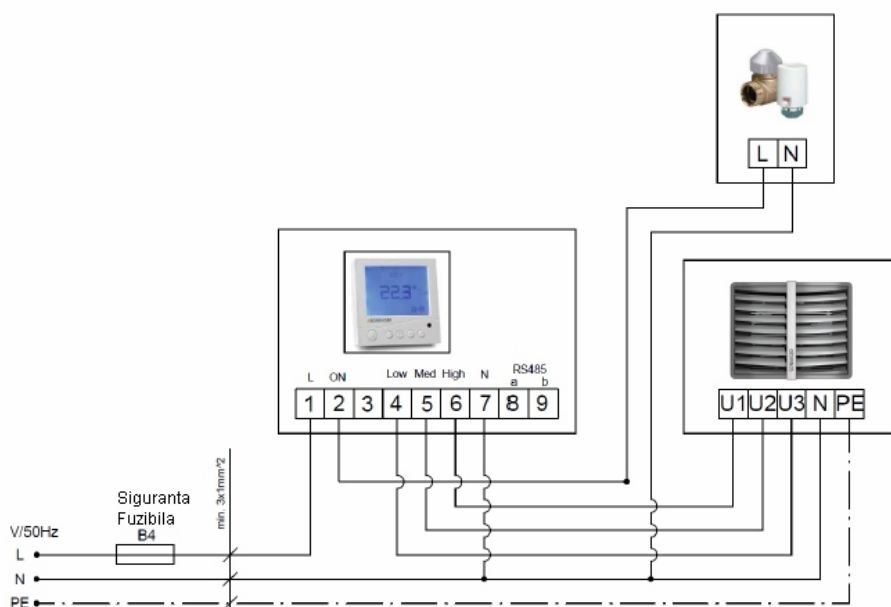 L N
22.3°
L ON Low Med High N RS485
a b
1 2 3 4 5 6 7 8 9
U1 U2 U3 N PE
min. 3x1mm^2
Siguranta
Fuzibila
B4
V/50Hz
L
N
PE